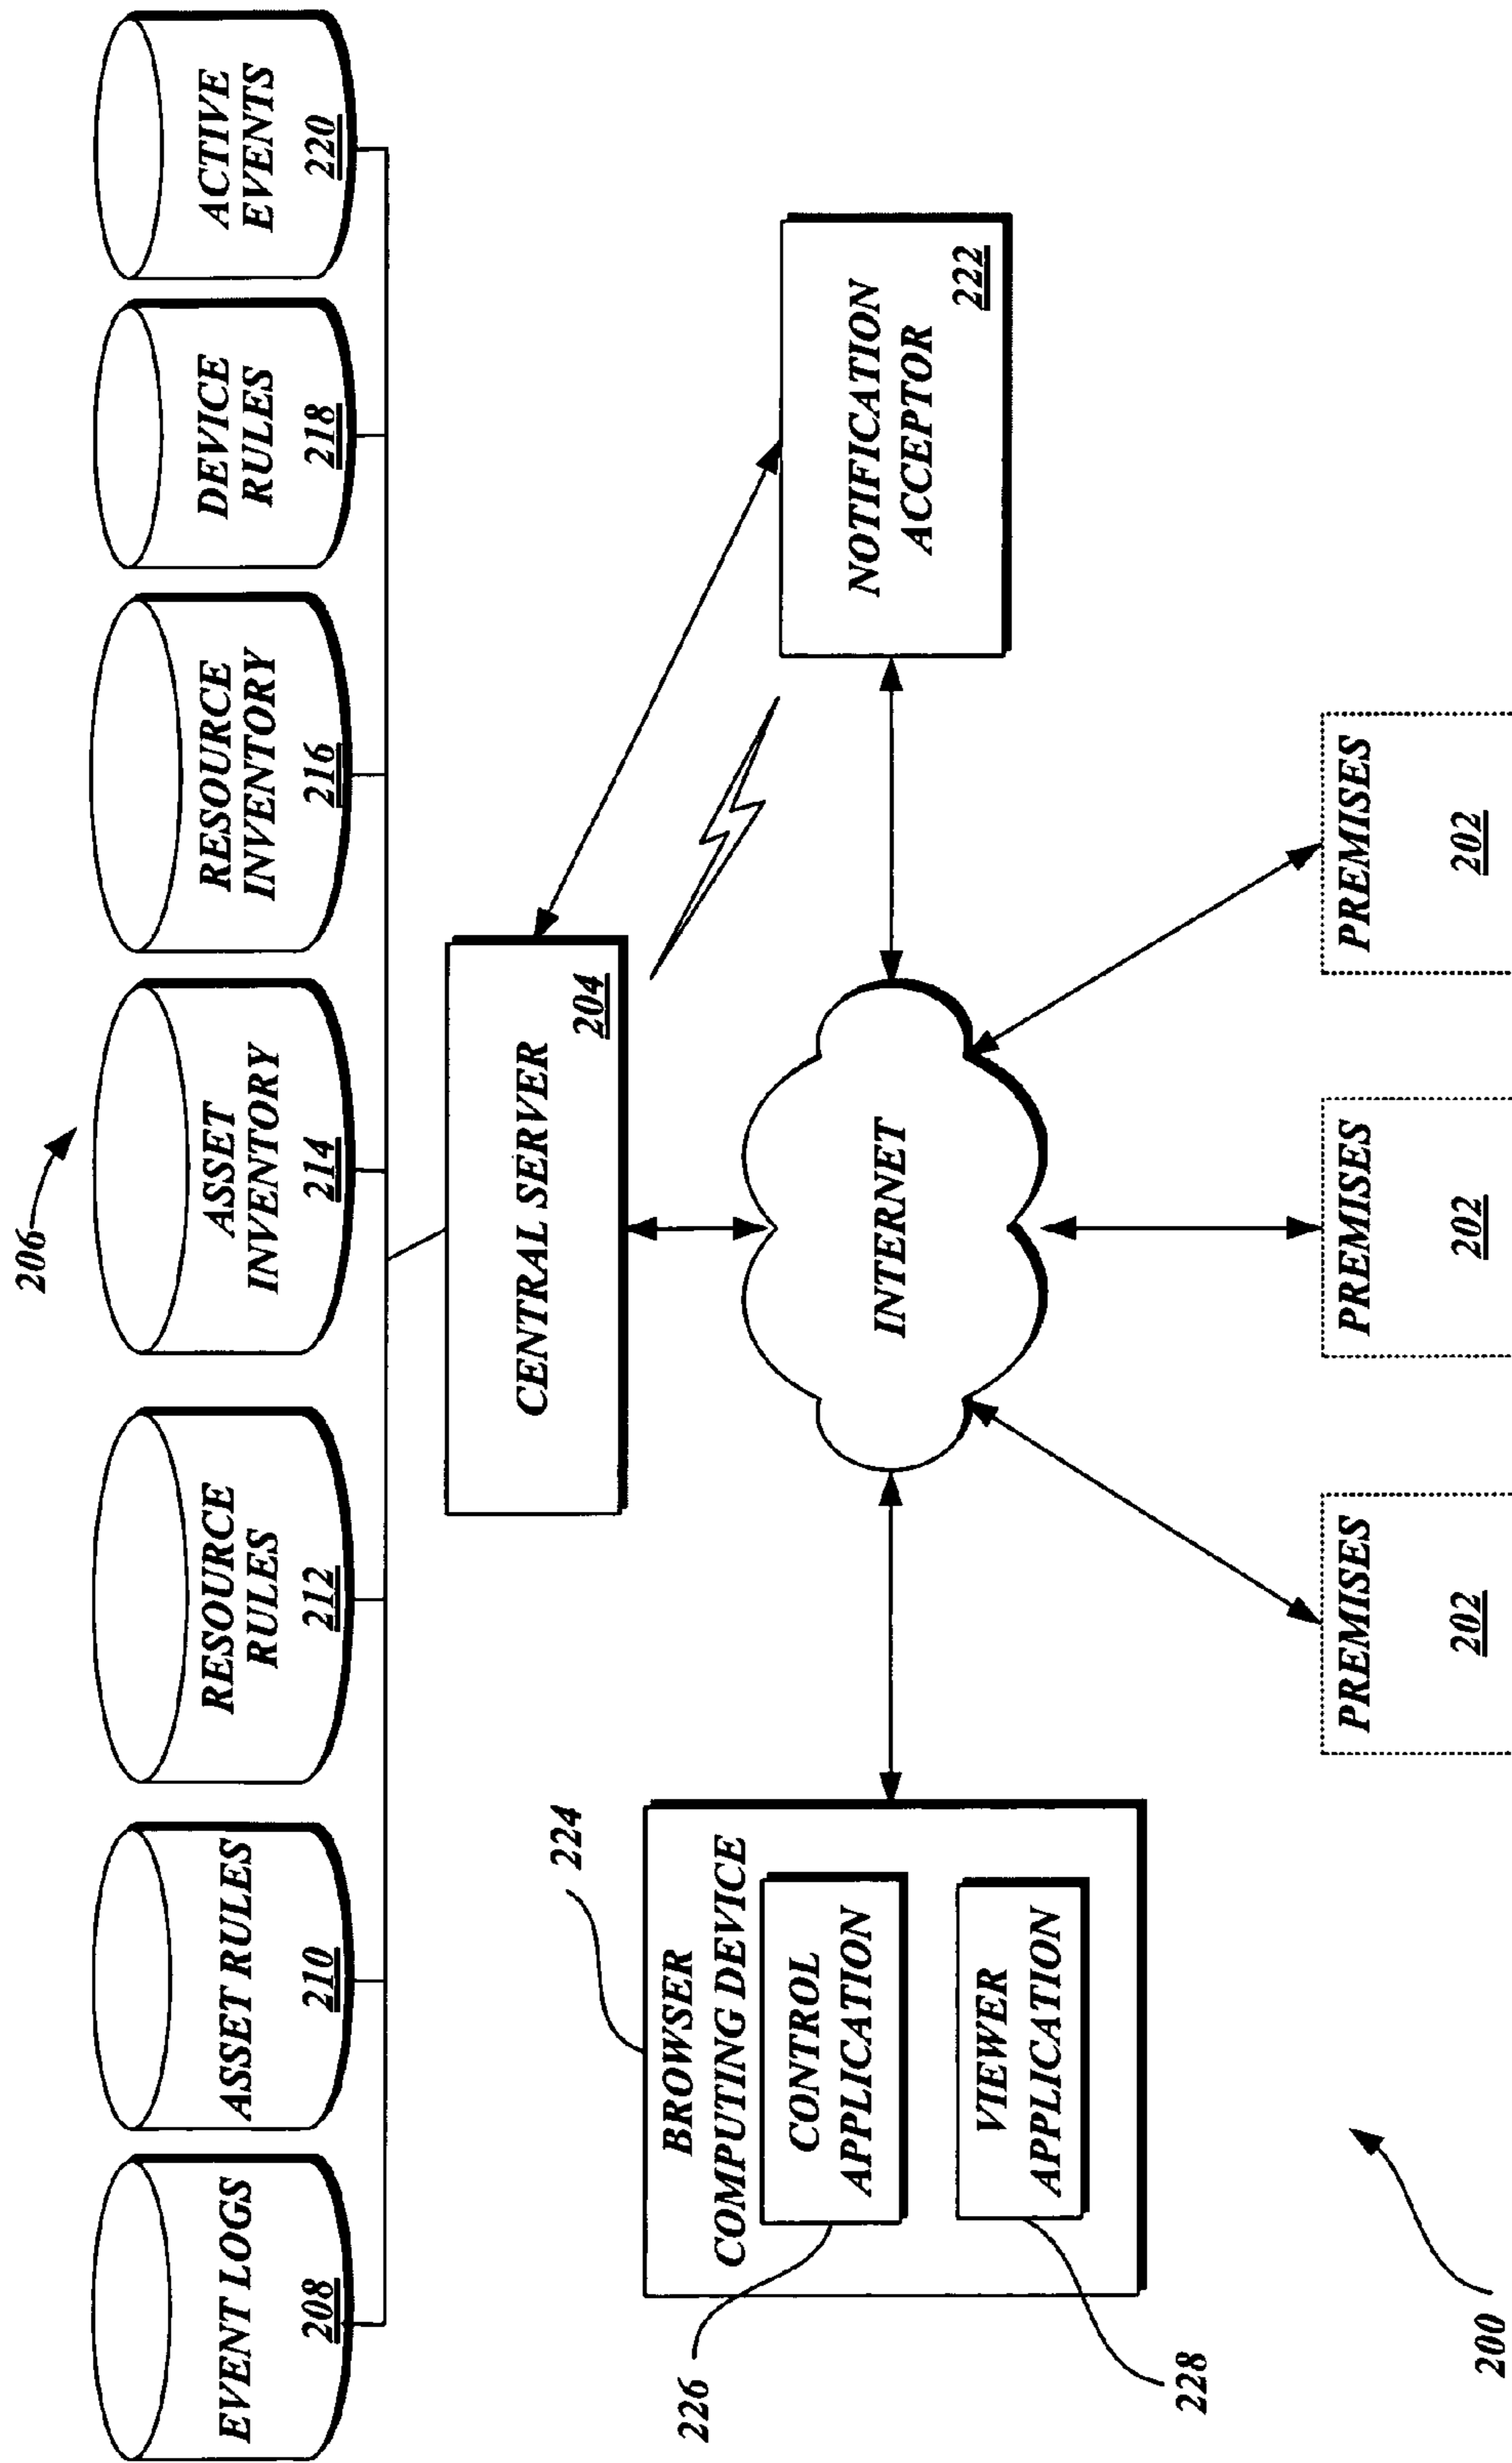 206
EVENT LOGS
208
ASSET RULES
210
RESOURCE
RULES
212
ASSET
INVENTORY
214
RESOURCE
INVENTORY
216
DEVICE
RULES
218
ACTIVE
EVENTS
220
CENTRAL SERVER
204
224
BROWSER
COMPUTING DEVICE
CONTROL
APPLICATION
226
VIEWER
APPLICATION
228
INTERNET
NOTIFICATION
ACCEPTOR
222
PREMISES
202
PREMISES
202
PREMISES
202
200